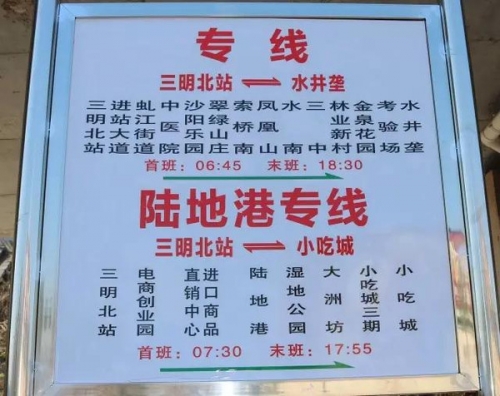 专线
三明北站 ⇌ 水井垄
三明北站
进站大道
虬江街道
中医院
沙阳乐园
翠绿山庄
索桥南
凤凰山
水南
三中
林业新村
金泉花园
考验场
水井垄
首班：06:45 末班：18:30
陆地港专线
三明北站 ⇌ 小吃城
三明北站
电商创业园
进口商品
直销中心
陆地港
湿地公园
大洲坊
小吃城三期
小吃城
首班：07:30 末班：17:55